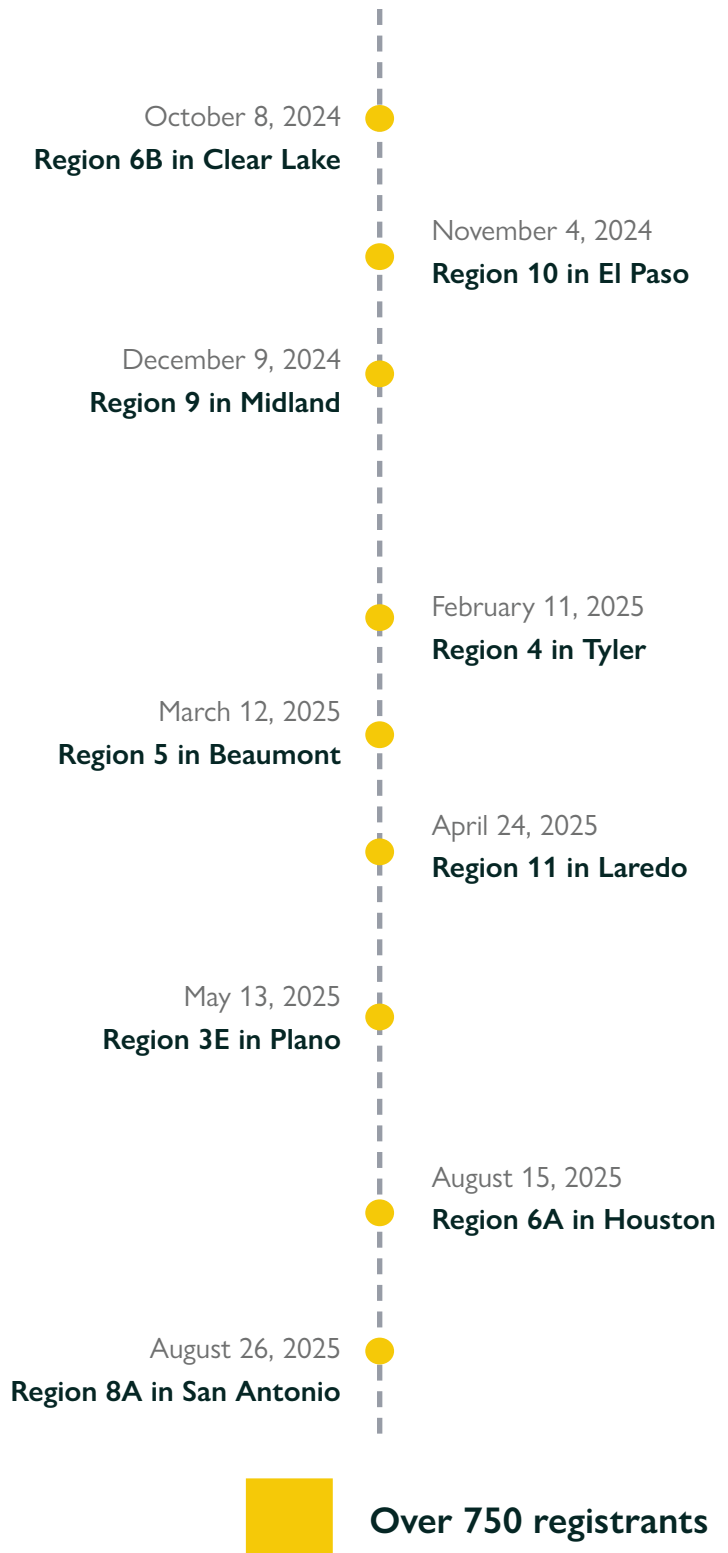 October 8, 2024
Region 6B in Clear Lake
November 4, 2024
Region 10 in El Paso
December 9, 2024
Region 9 in Midland
February 11, 2025
Region 4 in Tyler
March 12, 2025
Region 5 in Beaumont
April 24, 2025
Region 11 in Laredo
May 13, 2025
Region 3E in Plano
August 15, 2025
Region 6A in Houston
August 26, 2025
Region 8A in San Antonio
Over 750 registrants